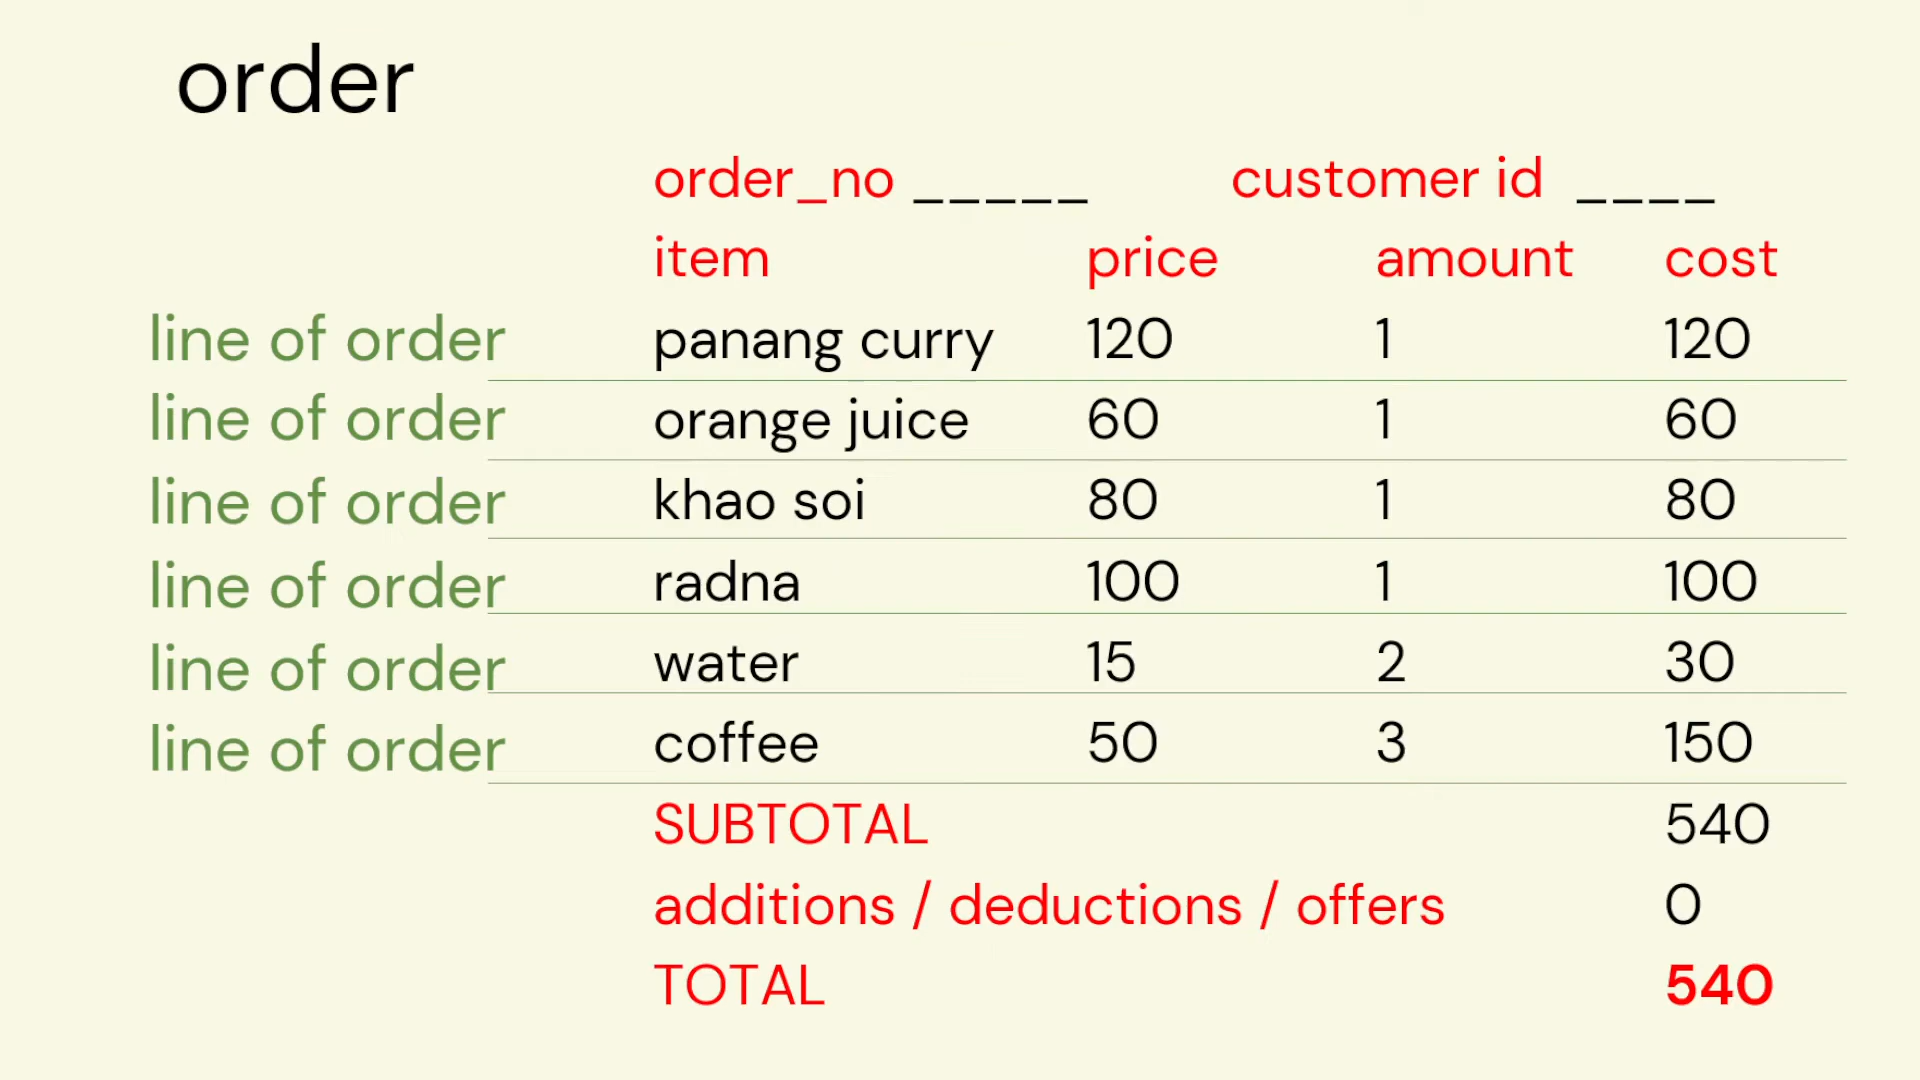 order
order_no _____ customer id ____
item price amount cost
line of order panang curry 120 1 120
line of order orange juice 60 1 60
line of order khao soi 80 1 80
line of order radna 100 1 100
line of order water 15 2 30
line of order coffee 50 3 150
SUBTOTAL 540
additions / deductions / offers 0
TOTAL 540